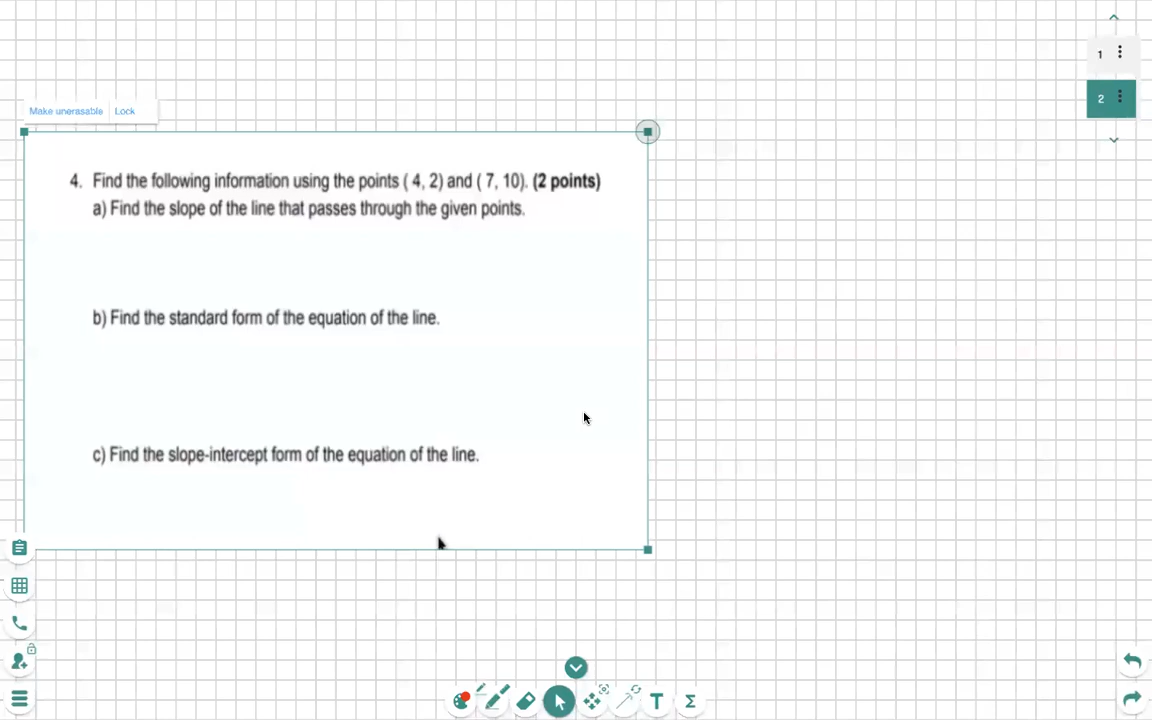 1
Make unerasable Lock
2
4. Find the following information using the points ( 4, 2) and ( 7, 10). (2 points)
a) Find the slope of the line that passes through the given points.
b) Find the standard form of the equation of the line.
c) Find the slope-intercept form of the equation of the line.
T Σ